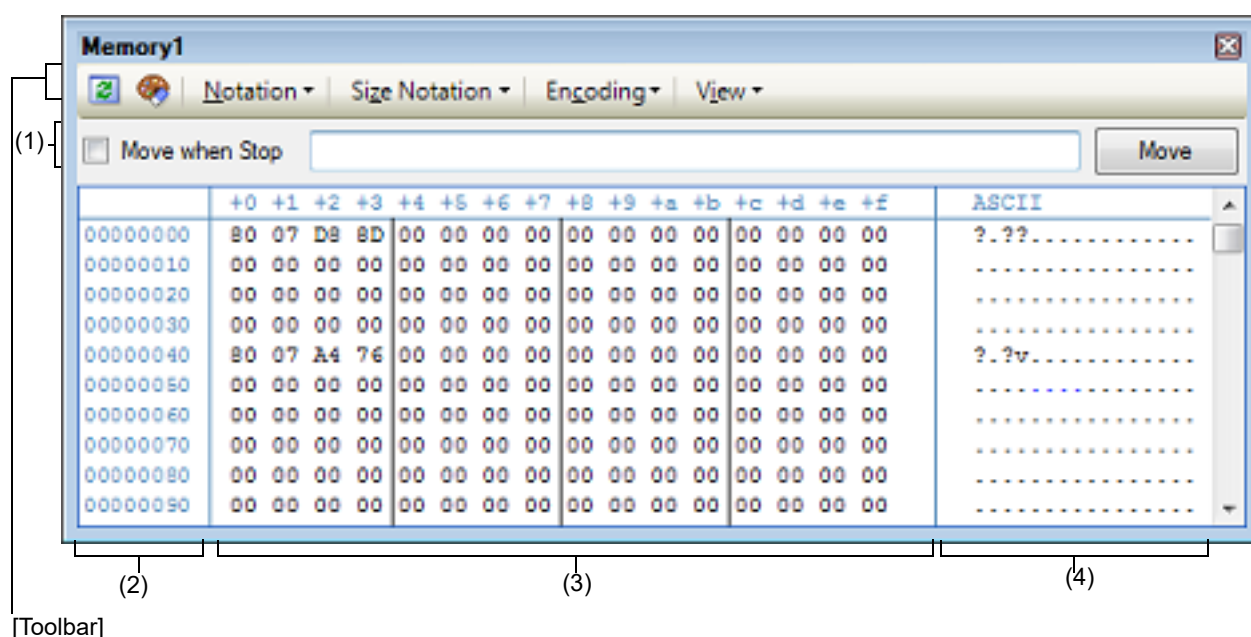 Memory1
Notation Size Notation Encoding View
(1) Move when Stop Move
+0 +1 +2 +3 +4 +5 +6 +7 +8 +9 +a +b +c +d +e +f ASCII
00000000 80 07 D8 8D 00 00 00 00 00 00 00 00 00 00 00 00 ?.??............
00000010 00 00 00 00 00 00 00 00 00 00 00 00 00 00 00 00 ................
00000020 00 00 00 00 00 00 00 00 00 00 00 00 00 00 00 00 ................
00000030 00 00 00 00 00 00 00 00 00 00 00 00 00 00 00 00 ................
00000040 80 07 A4 76 00 00 00 00 00 00 00 00 00 00 00 00 ?.?v............
00000050 00 00 00 00 00 00 00 00 00 00 00 00 00 00 00 00 ................
00000060 00 00 00 00 00 00 00 00 00 00 00 00 00 00 00 00 ................
00000070 00 00 00 00 00 00 00 00 00 00 00 00 00 00 00 00 ................
00000080 00 00 00 00 00 00 00 00 00 00 00 00 00 00 00 00 ................
00000090 00 00 00 00 00 00 00 00 00 00 00 00 00 00 00 00 ................
(2) (3) (4)
[Toolbar]